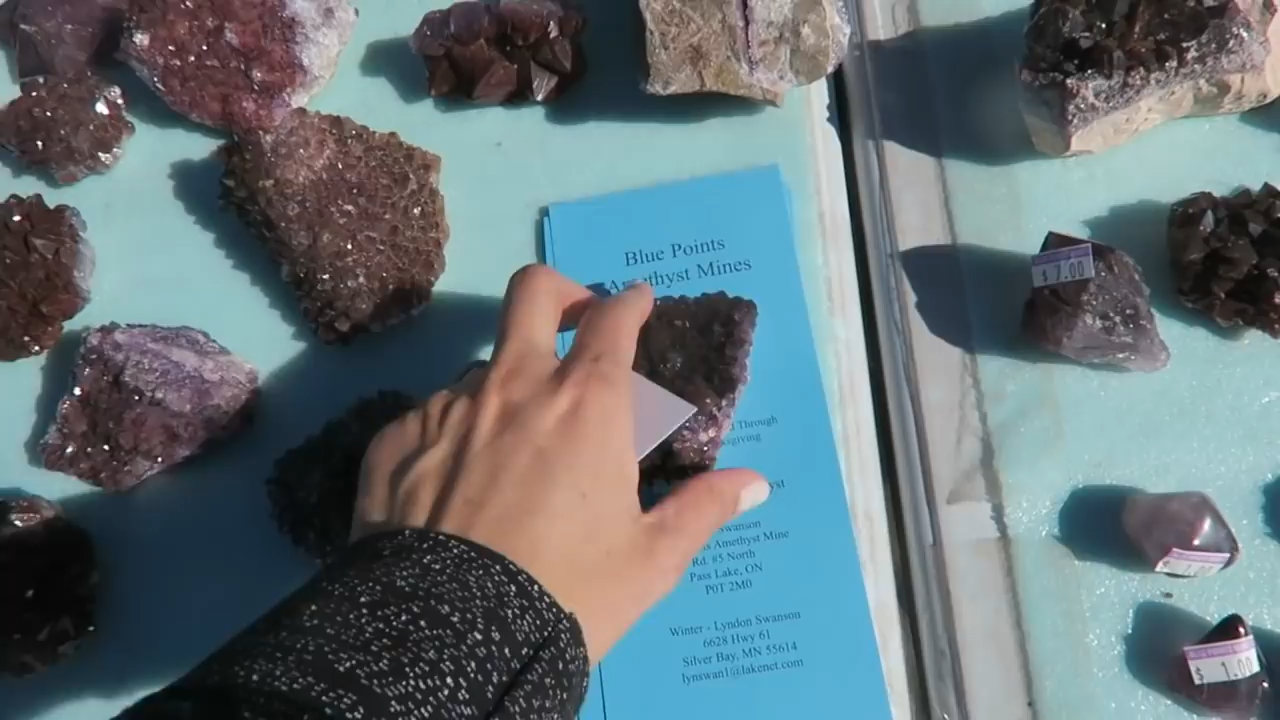 Blue Points
Amethyst Mines
Through
Swanson
Amethyst Mine
Rd. #5 North
Pass Lake, ON
P0T 2M0
Winter - Lyndon Swanson
6628 Hwy 61
Silver Bay, MN 55614
lynswan1@lakenet.com
$ 7.00
$ 1.00